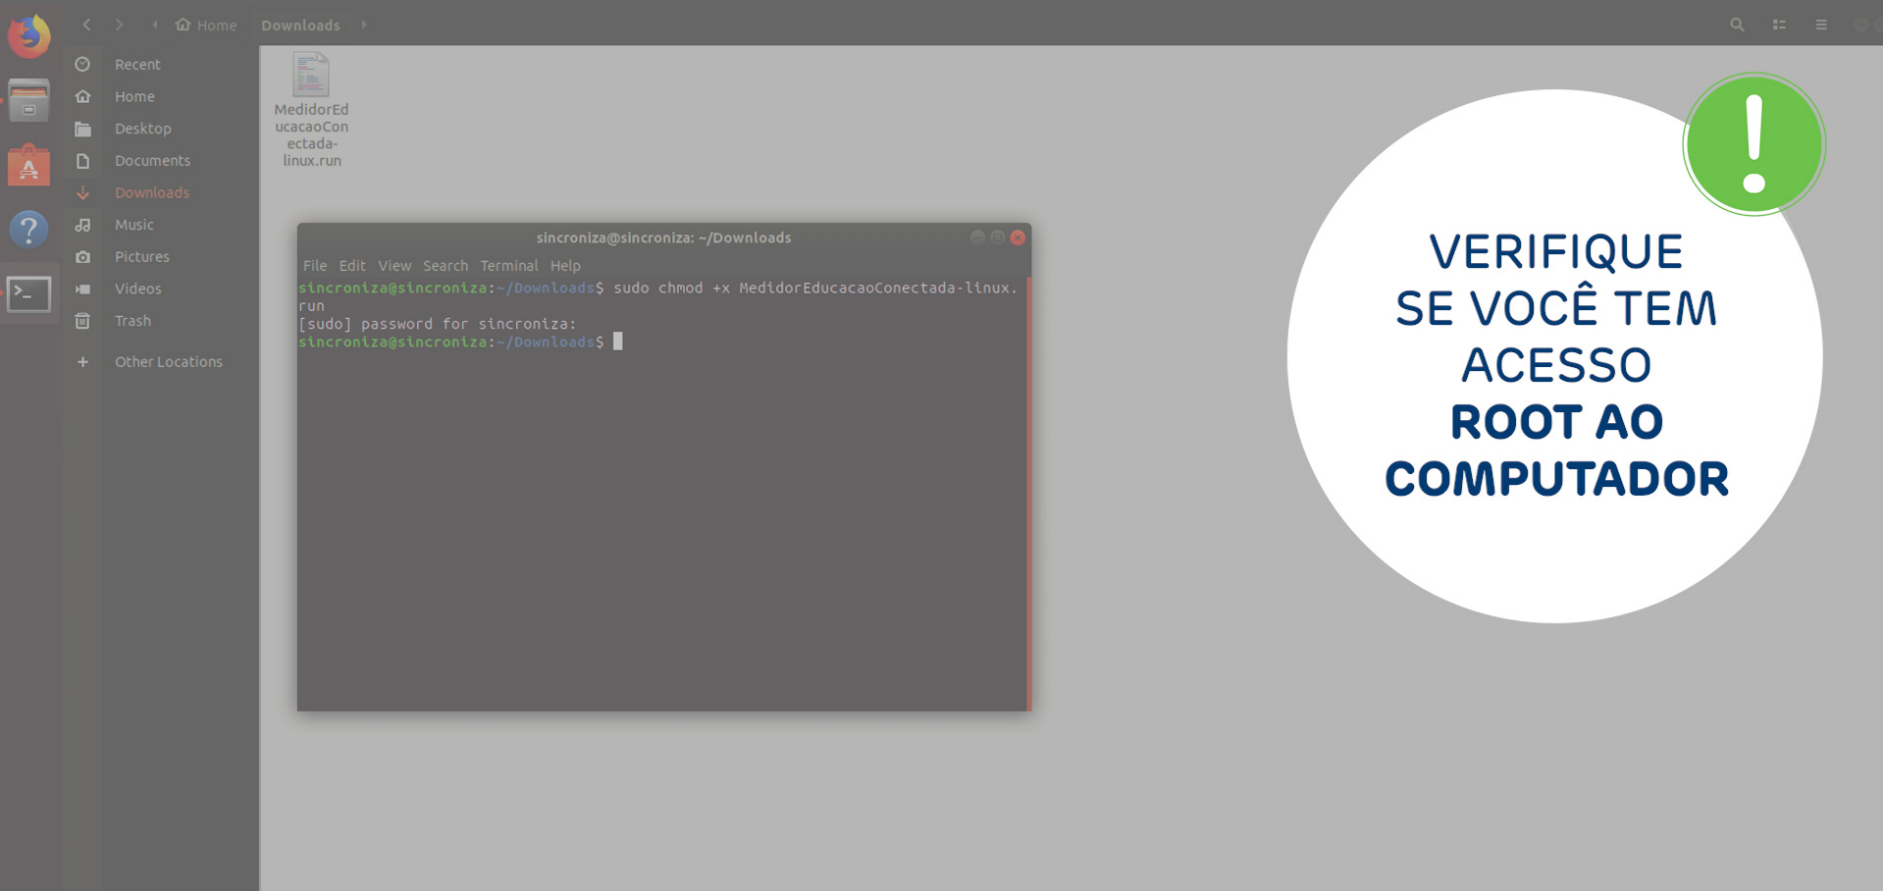 Home Downloads
Recent
Home
Desktop
Documents
Downloads
Music
Pictures
Videos
Trash
+ Other Locations
MedidorEd
ucacaoCon
ectada-
linux.run
sincroniza@sincroniza: ~/Downloads
File Edit View Search Terminal Help
sincroniza@sincroniza:~/Downloads$ sudo chmod +x MedidorEducacaoConectada-linux.
run
[sudo] password for sincroniza:
sincroniza@sincroniza:~/Downloads$
!
VERIFIQUE
SE VOCÊ TEM
ACESSO
ROOT AO
COMPUTADOR